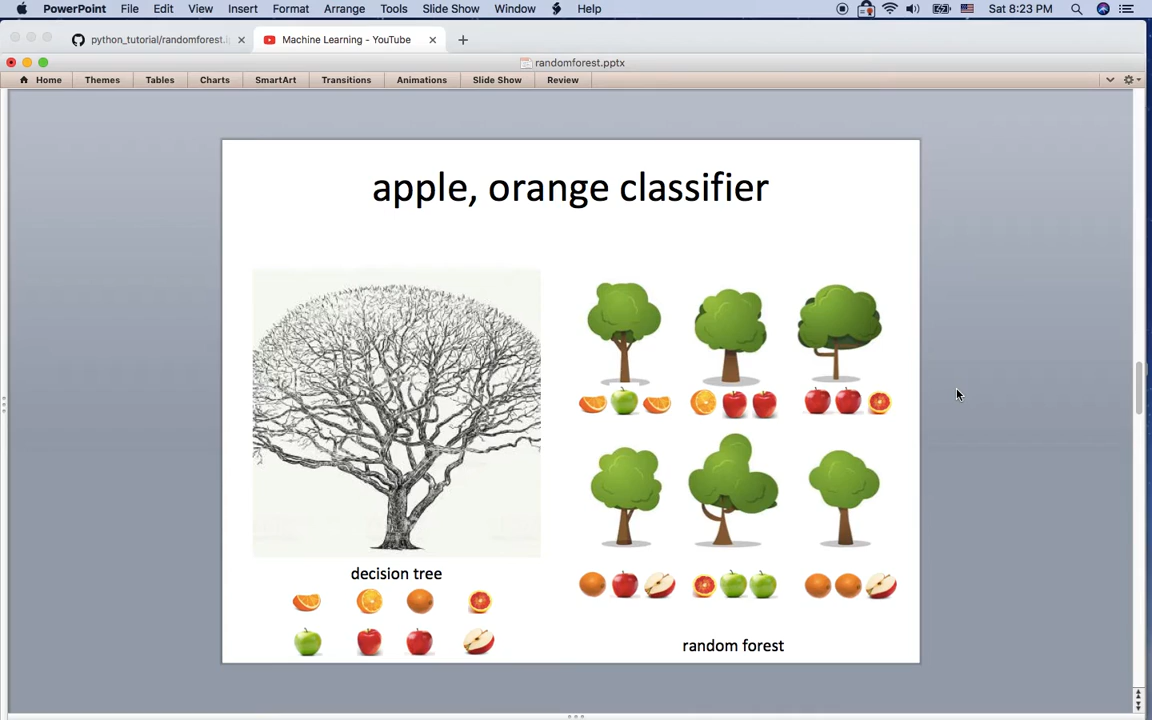 PowerPoint File Edit View Insert Format Arrange Tools Slide Show Window Help Sat 8:23 PM
python_tutorial/randomforest.i Machine Learning - YouTube
randomforest.pptx
Home Themes Tables Charts SmartArt Transitions Animations Slide Show Review
apple, orange classifier
decision tree
random forest